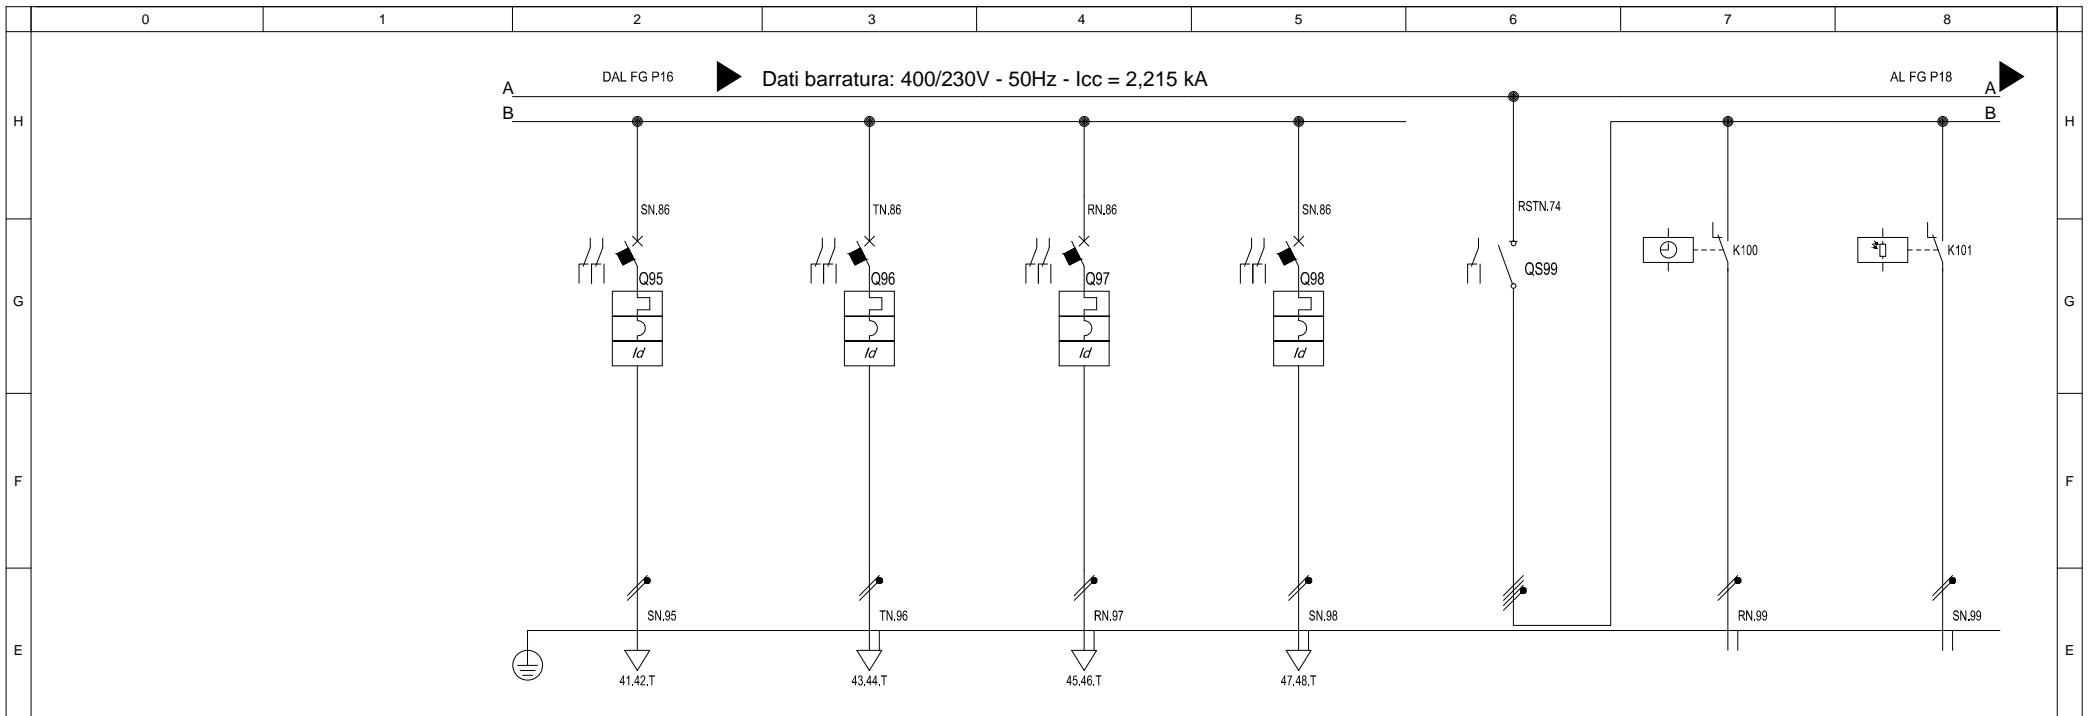 0 1 2 3 4 5 6 7 8
DAL FG P16 Dati barratura: 400/230V - 50Hz - Icc = 2,215 kA AL FG P18
A A
B B
H H
SN.86 TN.86 RN.86 SN.86 RSTN.74
K100 K101
QS99
Q95 Q96 Q97 Q98
G G
Id Id Id Id
F F
SN.95 TN.96 RN.97 SN.98 RN.99 SN.99
E E
41.42.T 43.44.T 45.46.T 47.48.T